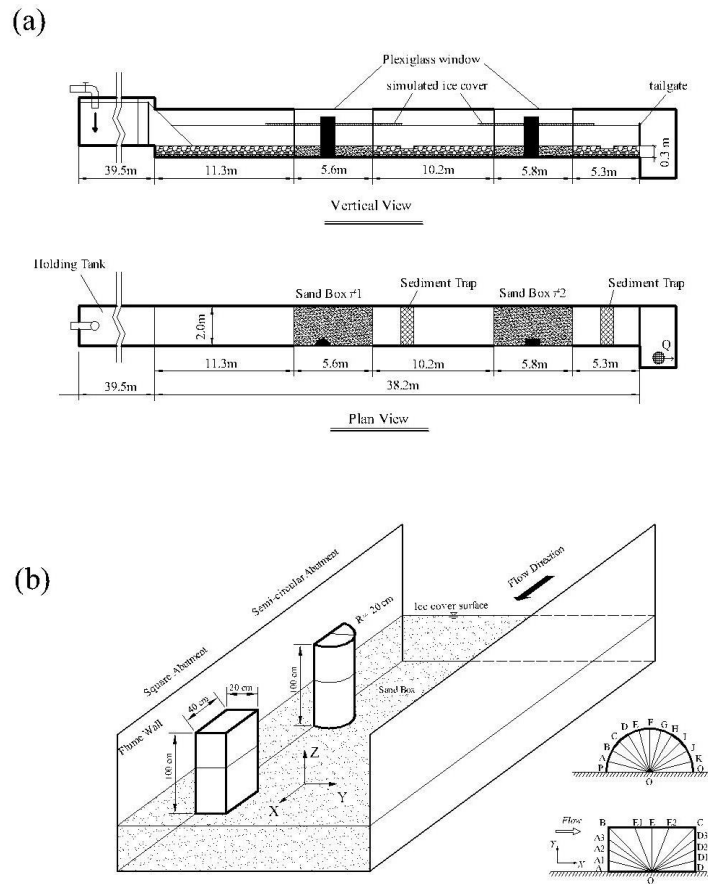 (a)
Plexiglass window
simulated ice cover
tailgate
0.3 m
39.5m 11.3m 5.6m 10.2m 5.8m 5.3m
Vertical View
Holding Tank
Sand Box #1 Sediment Trap Sand Box #2 Sediment Trap
2.0m
Q
11.3m 5.6m 10.2m 5.8m 5.3m
39.5m 38.2m
Plan View
(b)
Semi-circular Abutment
Flow Direction
Ice cover surface
R= 20 cm
Square Abutment
Sand Box
Flume Wall
40 cm
20 cm
100 cm
100 cm
Z
Y
X
P A B C D E F G H I J K Q
O
Flow
B E1 E E2 C
A3 D3
A2 D2
A1 D1
A D
Y
X
O